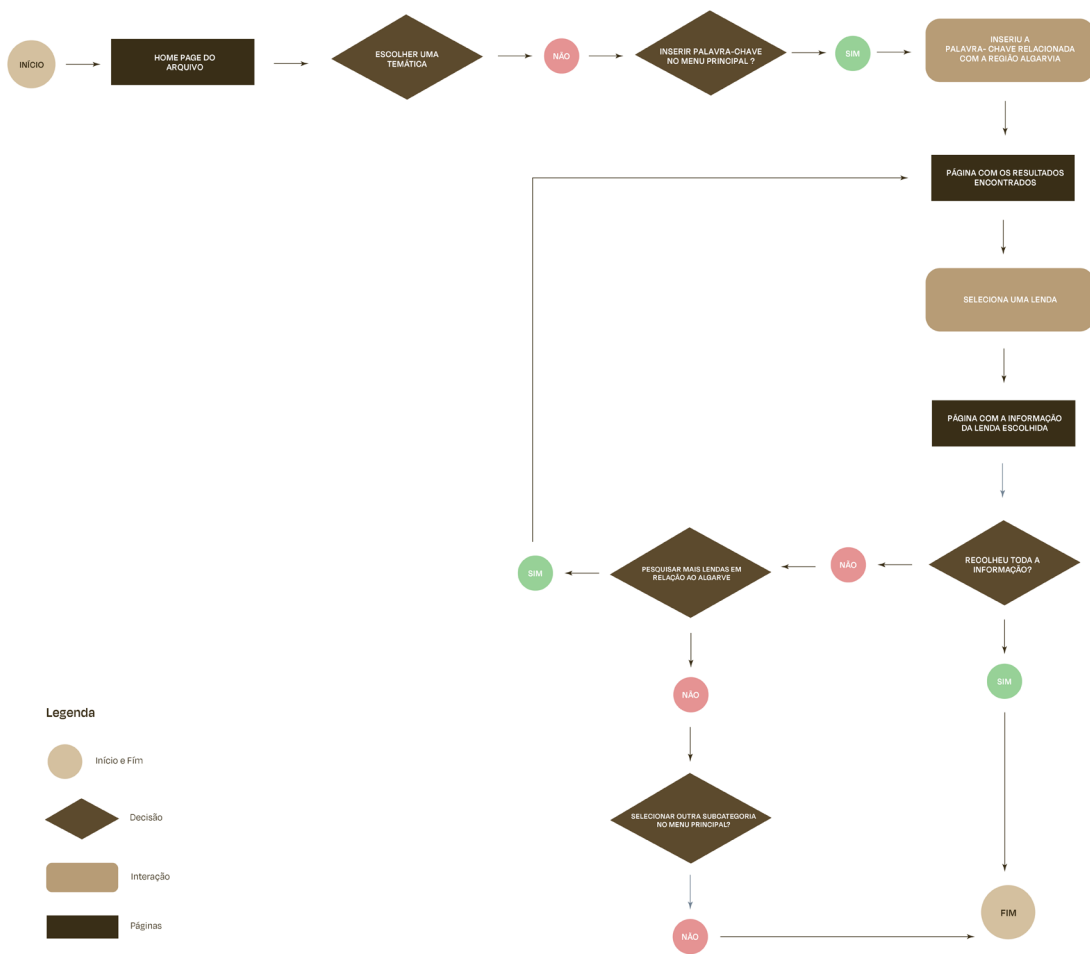 INÍCIO
HOME PAGE DO
ARQUIVO
ESCOLHER UMA
TEMÁTICA
NÃO
INSERIR PALAVRA-CHAVE
NO MENU PRINCIPAL ?
SIM
INSERIU A
PALAVRA- CHAVE RELACIONADA
COM A REGIÃO ALGARVIA
PÁGINA COM OS RESULTADOS
ENCONTRADOS
SELECIONA UMA LENDA
PÁGINA COM A INFORMAÇÃO
DA LENDA ESCOLHIDA
RECOLHEU TODA A
INFORMAÇÃO?
NÃO
PESQUISAR MAIS LENDAS EM
RELAÇÃO AO ALGARVE
SIM
SIM
NÃO
SELECIONAR OUTRA SUBCATEGORIA
NO MENU PRINCIPAL?
NÃO
FIM
Legenda
Início e Fím
Decisão
Interação
Páginas